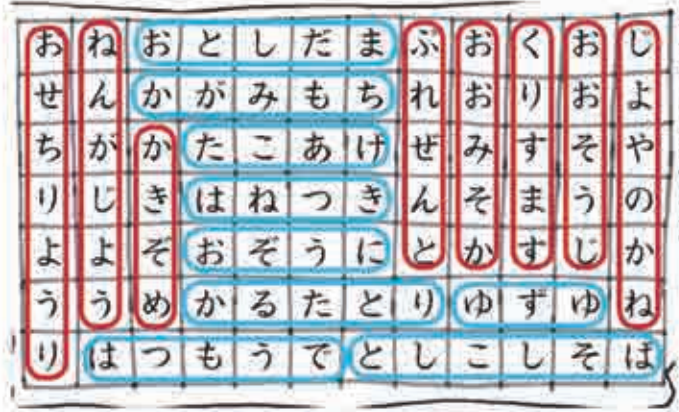 おねおとしだまぶおくおじ
せんかがみもちれおりおよ
ちがかたこあけぜみすそや
りじきはねつきんそまうの
よよぞおぞうにとかすじか
ううめかるたとりゆずゆね
りはつもうでとしこしそば